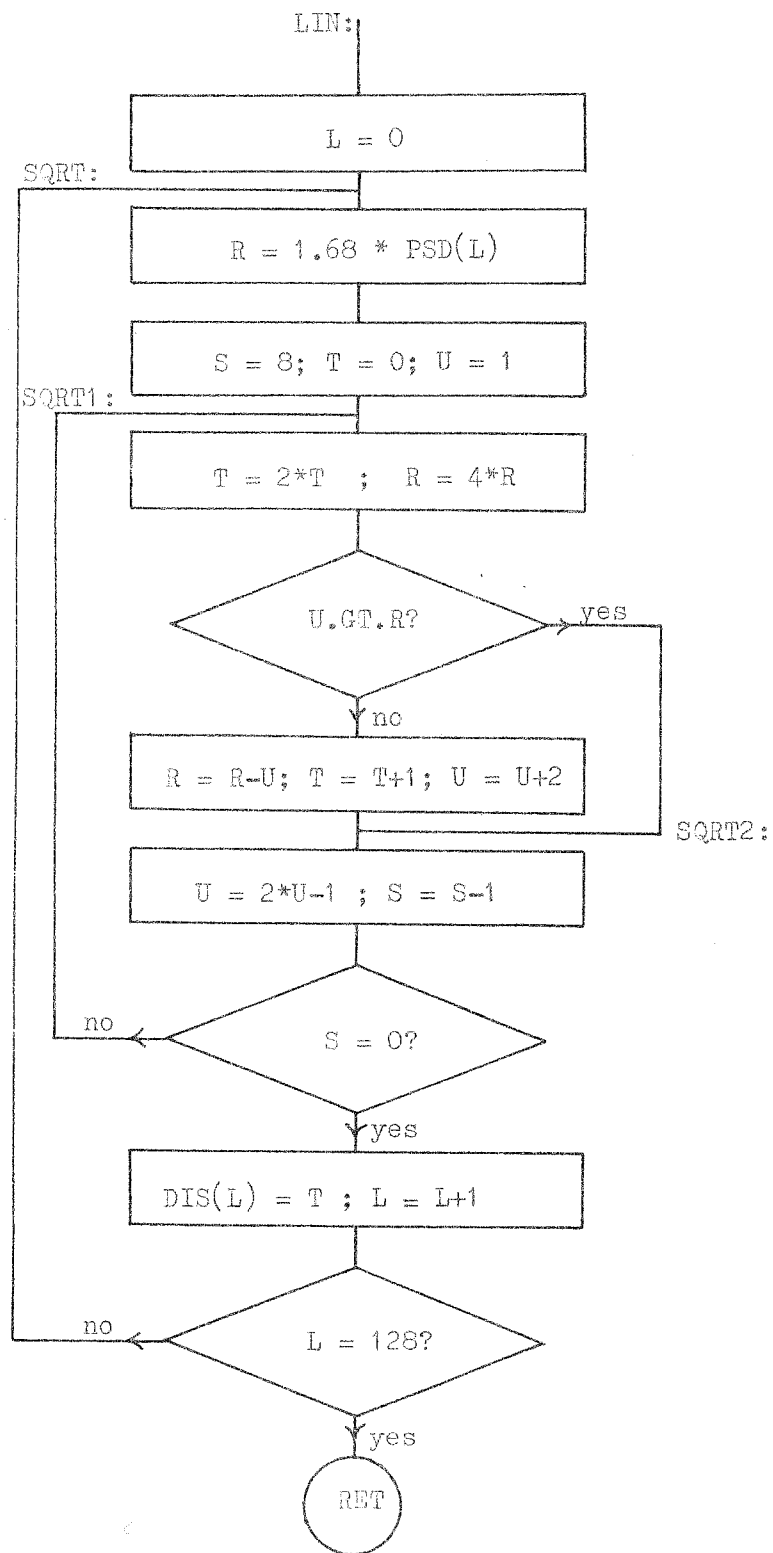 LIN:
L = 0
SQRT:
R = 1.68 * PSD(L)
S = 8; T = 0; U = 1
SQRT1:
T = 2*T ; R = 4*R
U.GT.R?
yes
no
R = R-U; T = T+1; U = U+2
SQRT2:
U = 2*U-1 ; S = S-1
no
S = 0?
yes
DIS(L) = T ; L = L+1
no
L = 128?
yes
RET